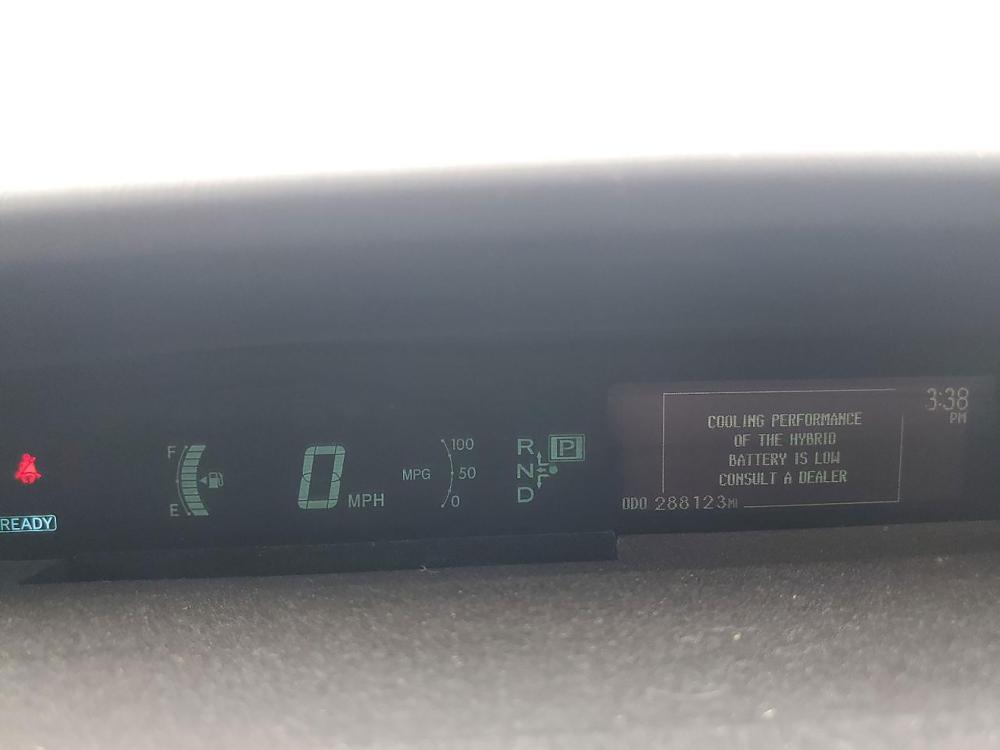 3:38
PM
COOLING PERFORMANCE
OF THE HYBRID
BATTERY IS LOW
CONSULT A DEALER
ODO 288123MI
F
E
0 MPH
MPG
100
50
0
R P
N
D
READY